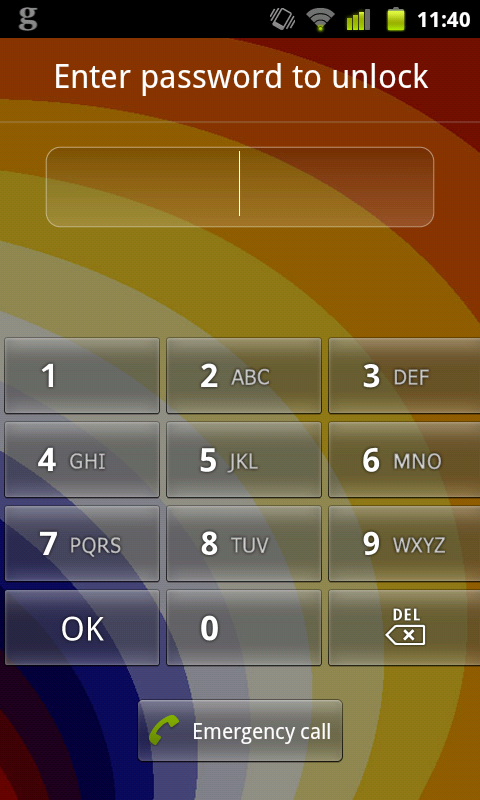 g 11:40
Enter password to unlock
1 2 ABC 3 DEF
4 GHI 5 JKL 6 MNO
7 PQRS 8 TUV 9 WXYZ
OK 0 DEL
Emergency call